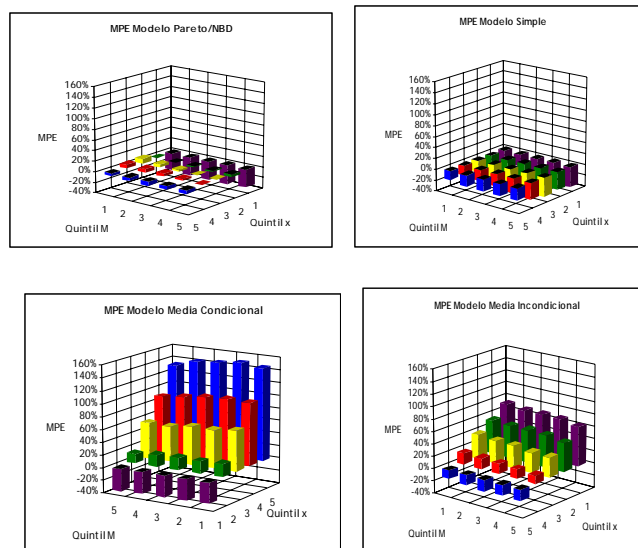 MPE Modelo Pareto/NBD
160%
140%
120%
100%
80%
60%
40%
20%
0%
-20%
-40%
MPE
1 2 3 4 5
5 4 3 2 1
Quintil M
Quintil x
MPE Modelo Simple
160%
140%
120%
100%
80%
60%
40%
20%
0%
-20%
-40%
MPE
1 2 3 4 5
5 4 3 2 1
Quintil M
Quintil x
MPE Modelo Media Condicional
160%
140%
120%
100%
80%
60%
40%
20%
0%
-20%
-40%
MPE
5 4 3 2 1
1 2 3 4 5
Quintil M
Quintil x
MPE Modelo Media Incondicional
160%
140%
120%
100%
80%
60%
40%
20%
0%
-20%
-40%
MPE
1 2 3 4 5
5 4 3 2 1
Quintil M
Quintil x